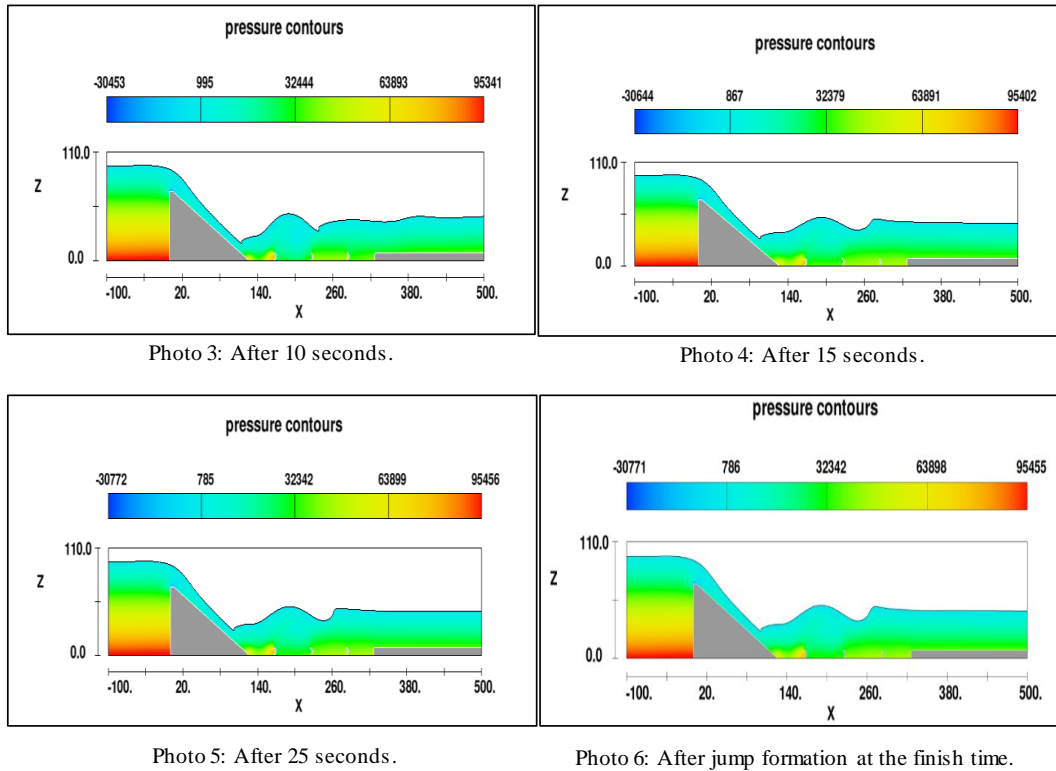 pressure contours
-30453 995 32444 63893 95341
110.0
Z
0.0
-100. 20. 140. 260. 380. 500.
X
Photo 3: After 10 seconds.
pressure contours
-30644 867 32379 63891 95402
110.0
Z
0.0
-100. 20. 140. 260. 380. 500.
X
Photo 4: After 15 seconds.
pressure contours
-30772 785 32342 63899 95456
110.0
Z
0.0
-100. 20. 140. 260. 380. 500.
X
Photo 5: After 25 seconds.
pressure contours
-30771 786 32342 63898 95455
110.0
Z
0.0
-100. 20. 140. 260. 380. 500.
X
Photo 6: After jump formation at the finish time.